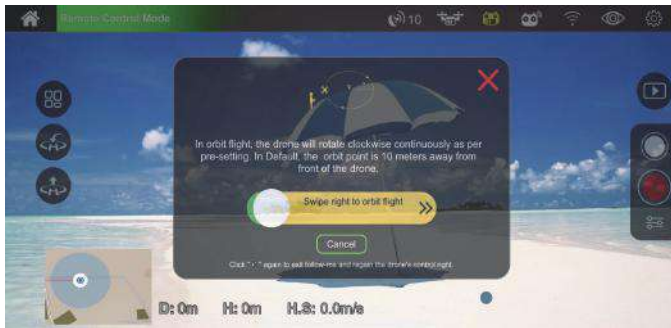 Remote Control Mode
10
In orbit flight, the drone will rotate clockwise continuously as per
pre-setting. In Default, the orbit point is 10 meters away from
front of the drone.
Swipe right to orbit flight
Cancel
again to exit follow-me and regain the drone's control right.
D: 0m H: 0m H.S: 0.0m/s